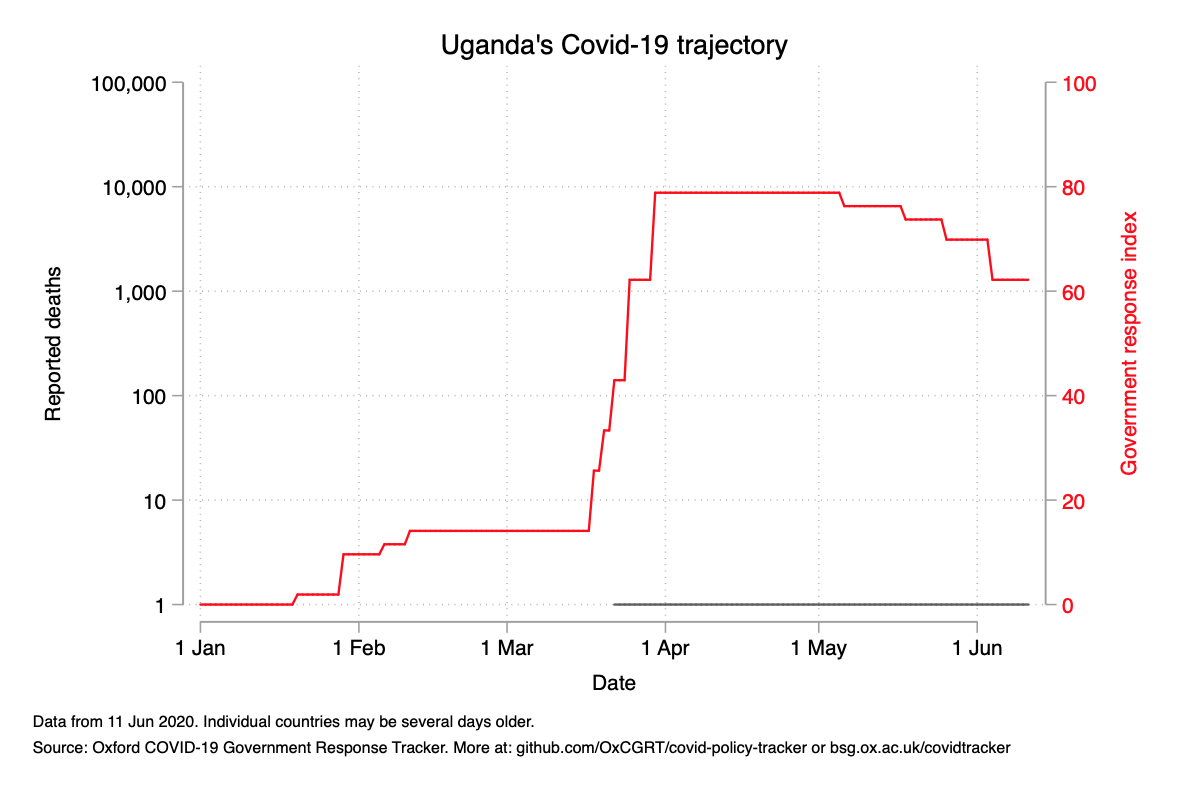 Uganda's Covid-19 trajectory
100,000
10,000
1,000
100
10
1
Reported deaths
100
80
60
40
20
0
Government response index
1 Jan 1 Feb 1 Mar 1 Apr 1 May 1 Jun
Date
Data from 11 Jun 2020. Individual countries may be several days older.
Source: Oxford COVID-19 Government Response Tracker. More at: github.com/OxCGRT/covid-policy-tracker or bsg.ox.ac.uk/covidtracker